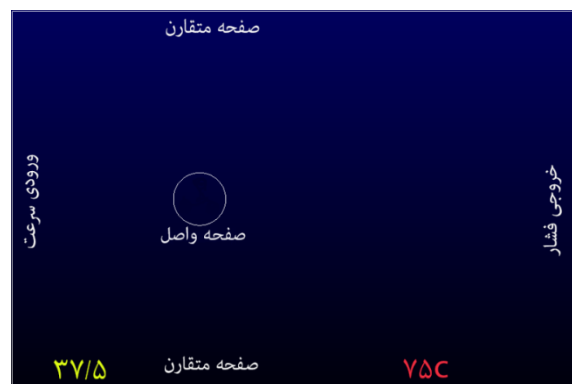 صفحه متقارن
خروجی فشار
ورودی سرعت
صفحه واصل
۷۵C
صفحه متقارن
۳۷/۵